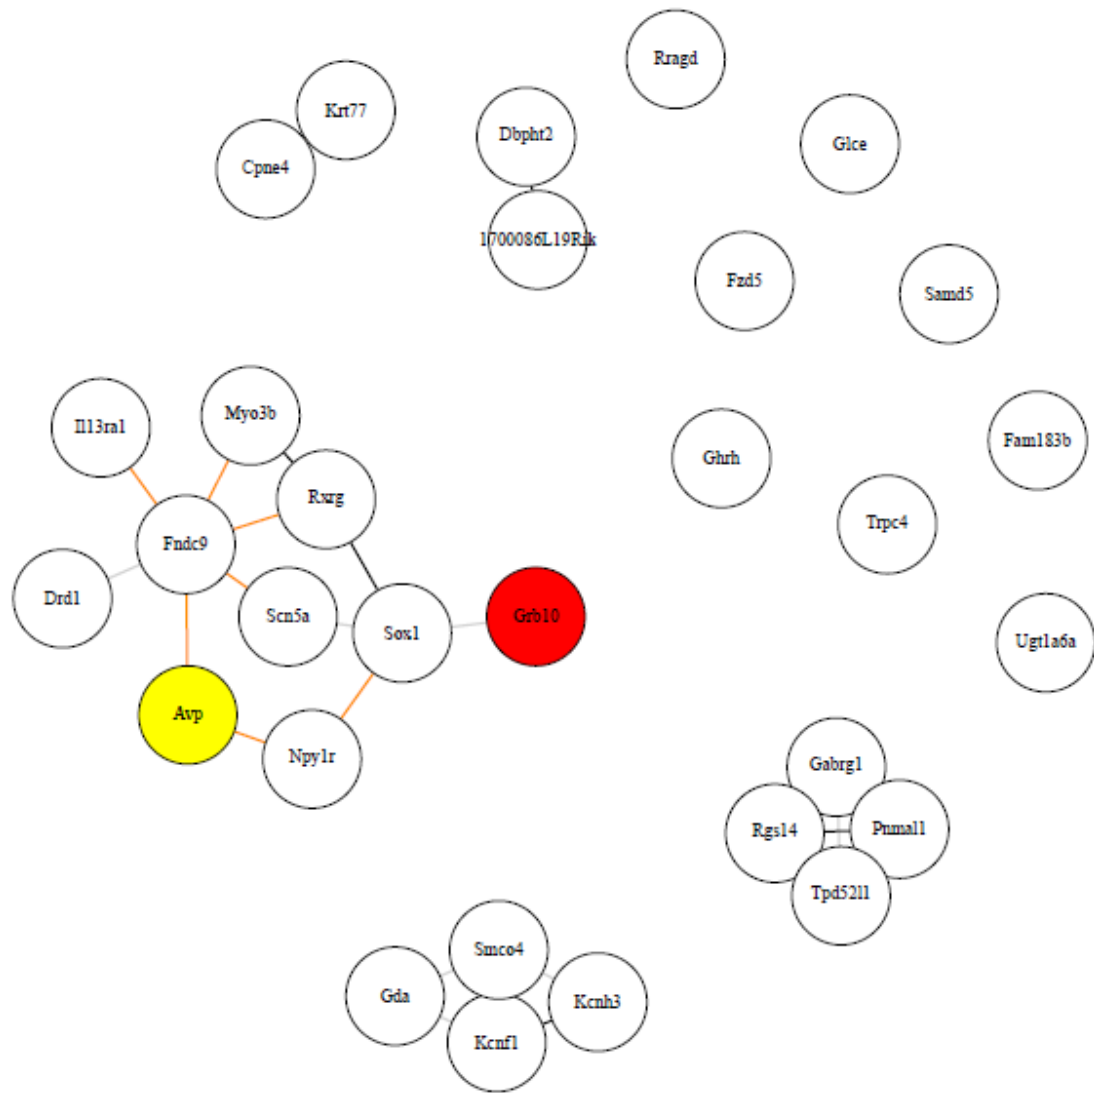 Rragd
Krt77
Dbpht2
Glce
Cpne4
1700086L19Rik
Fzd5
Samd5
Myo3b
Il13ra1
Fam183b
Ghrh
Rxrg
Trpc4
Fndc9
Drd1
Scn5a
Grb10
Sox1
Ugt1a6a
Avp
Npy1r
Gabrg1
Rgs14
Pnmal1
Tpd52l1
Smco4
Gda
Kcnh3
Kcnf1